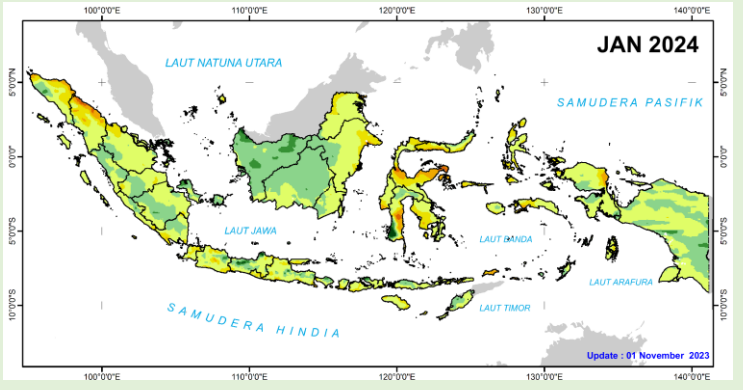 JAN 2024
LAUT NATUNA UTARA
SAMUDERA PASIFIK
LAUT JAWA
LAUT BANDA
LAUT ARAFURA
LAUT TIMOR
SAMUDERA HINDIA
Update : 01 November 2023
5°0'0"N
0°0'0"
5°0'0"S
10°0'0"S
5°0'0"N
0°0'0"
5°0'0"S
10°0'0"S
100°0'0"E 110°0'0"E 120°0'0"E 130°0'0"E 140°0'0"E
100°0'0"E 110°0'0"E 120°0'0"E 130°0'0"E 140°0'0"E